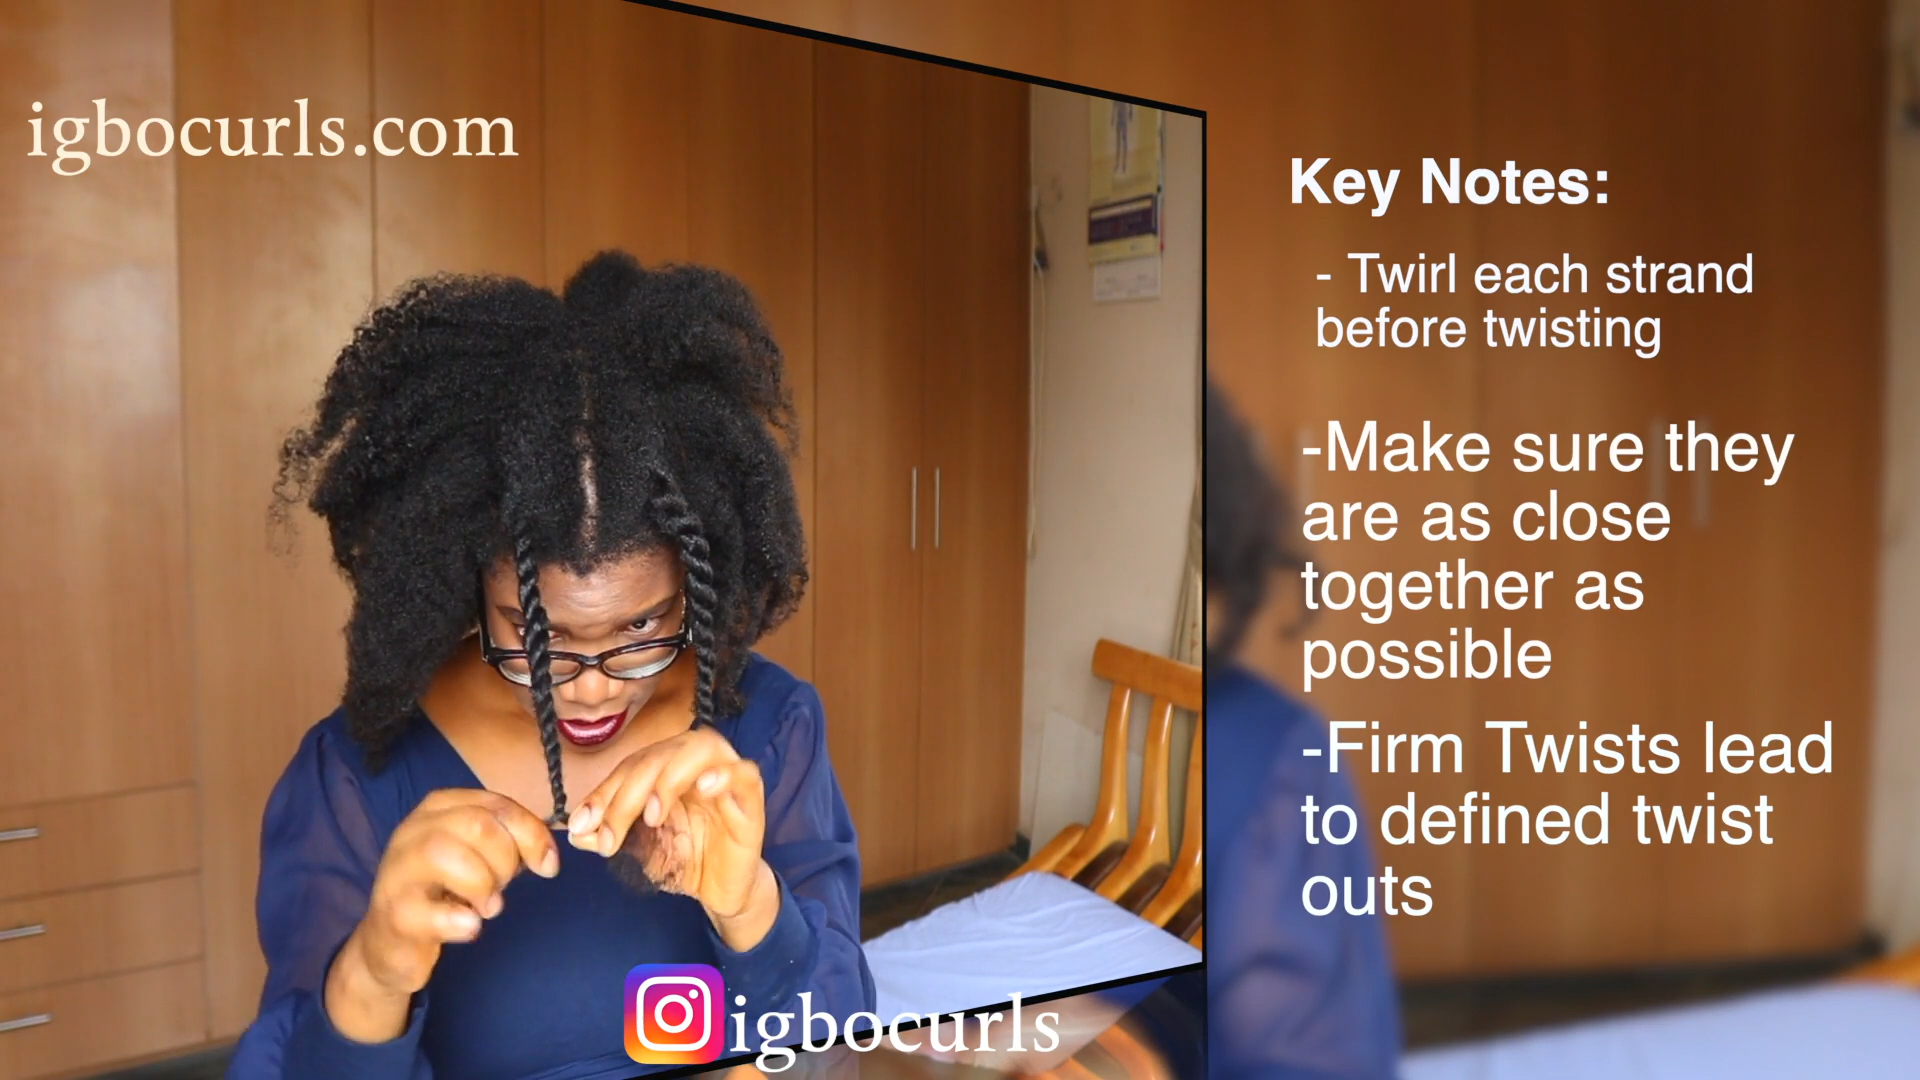 igbocurls.com
Key Notes:
- Twirl each strand
before twisting
-Make sure they
are as close
together as
possible
-Firm Twists lead
to defined twist
outs
igbocurls